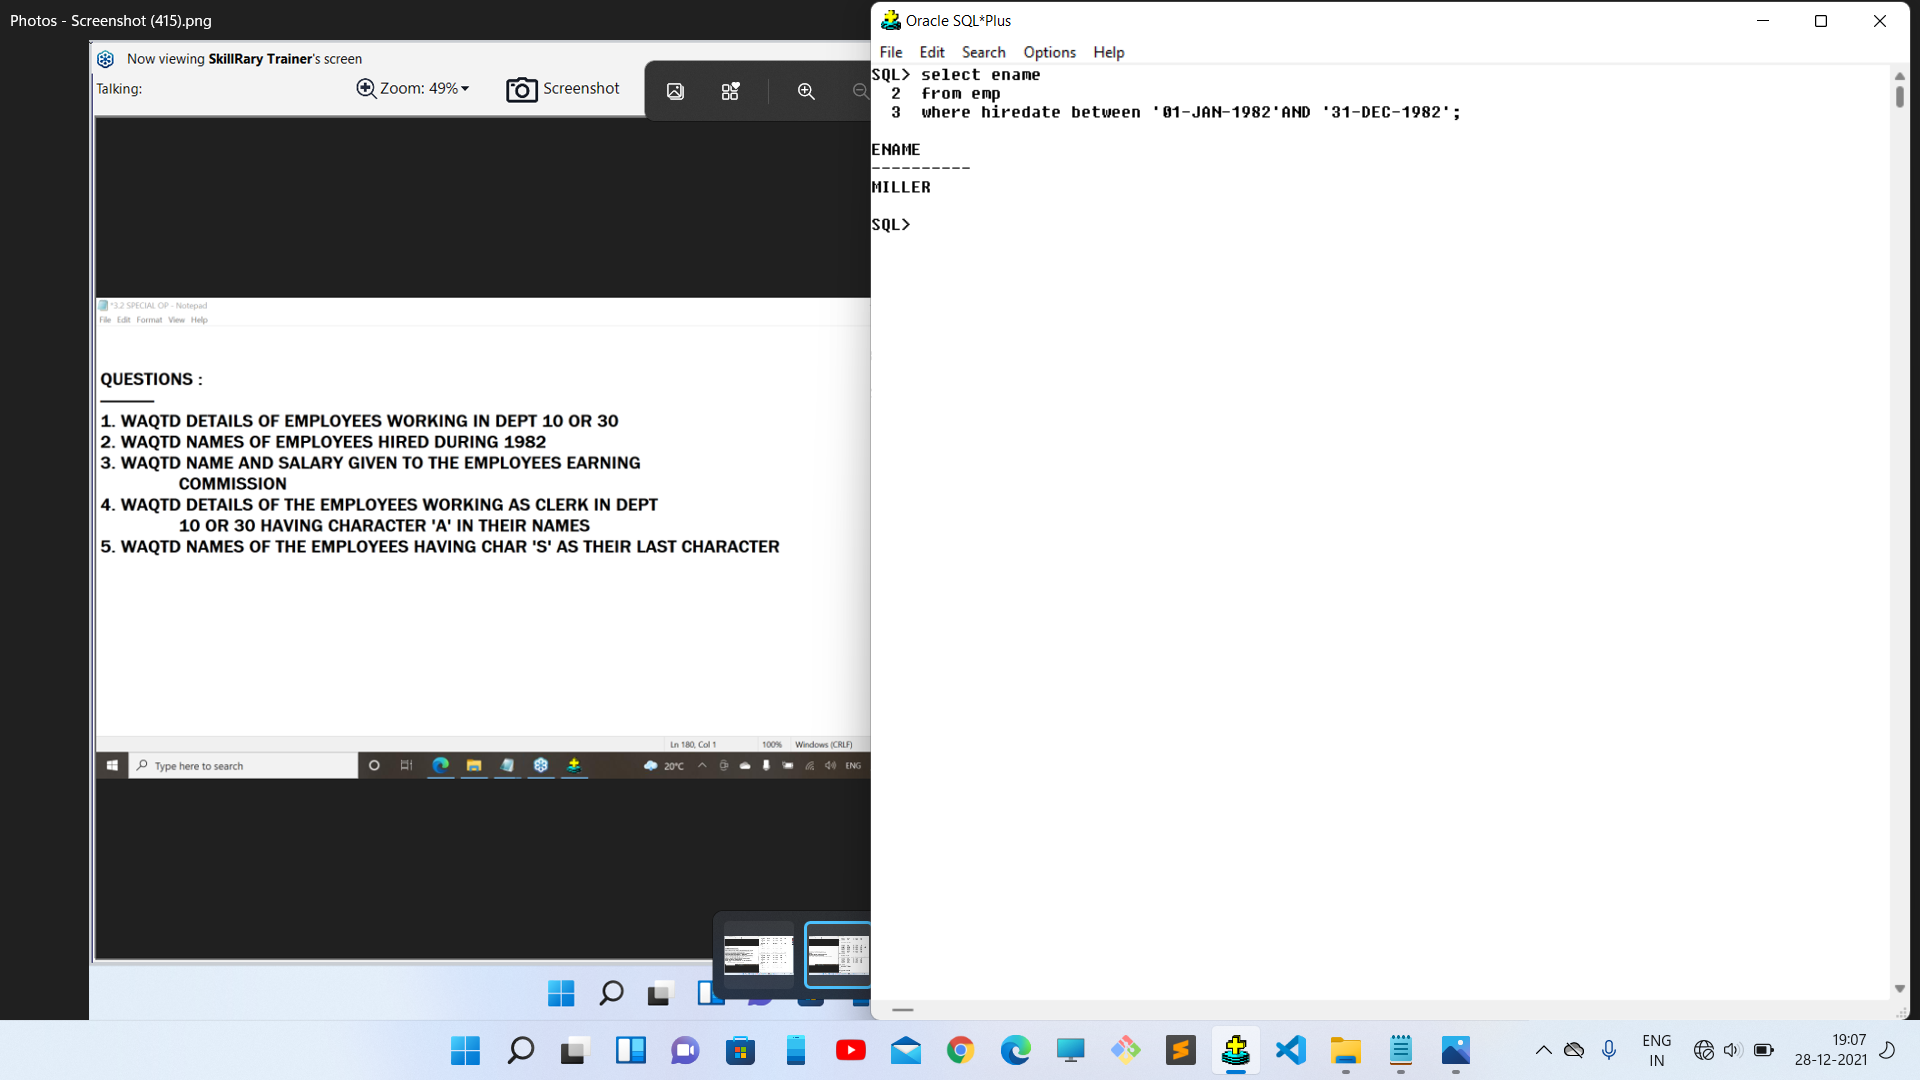 Photos - Screenshot (415).png
Now viewing SkillRary Trainer's screen
Talking:
Zoom: 49%
Screenshot
*3.2 SPECIAL OP - Notepad
File Edit Format View Help
QUESTIONS :
1. WAQTD DETAILS OF EMPLOYEES WORKING IN DEPT 10 OR 30
2. WAQTD NAMES OF EMPLOYEES HIRED DURING 1982
3. WAQTD NAME AND SALARY GIVEN TO THE EMPLOYEES EARNING
COMMISSION
4. WAQTD DETAILS OF THE EMPLOYEES WORKING AS CLERK IN DEPT
10 OR 30 HAVING CHARACTER 'A' IN THEIR NAMES
5. WAQTD NAMES OF THE EMPLOYEES HAVING CHAR 'S' AS THEIR LAST CHARACTER
Ln 180, Col 1 100% Windows (CRLF)
Type here to search
20°C
ENG
Oracle SQL*Plus
File Edit Search Options Help
SQL> select ename
2 from emp
3 where hiredate between '01-JAN-1982'AND '31-DEC-1982';
ENAME
----------
MILLER
SQL>
ENG
IN
19:07
28-12-2021